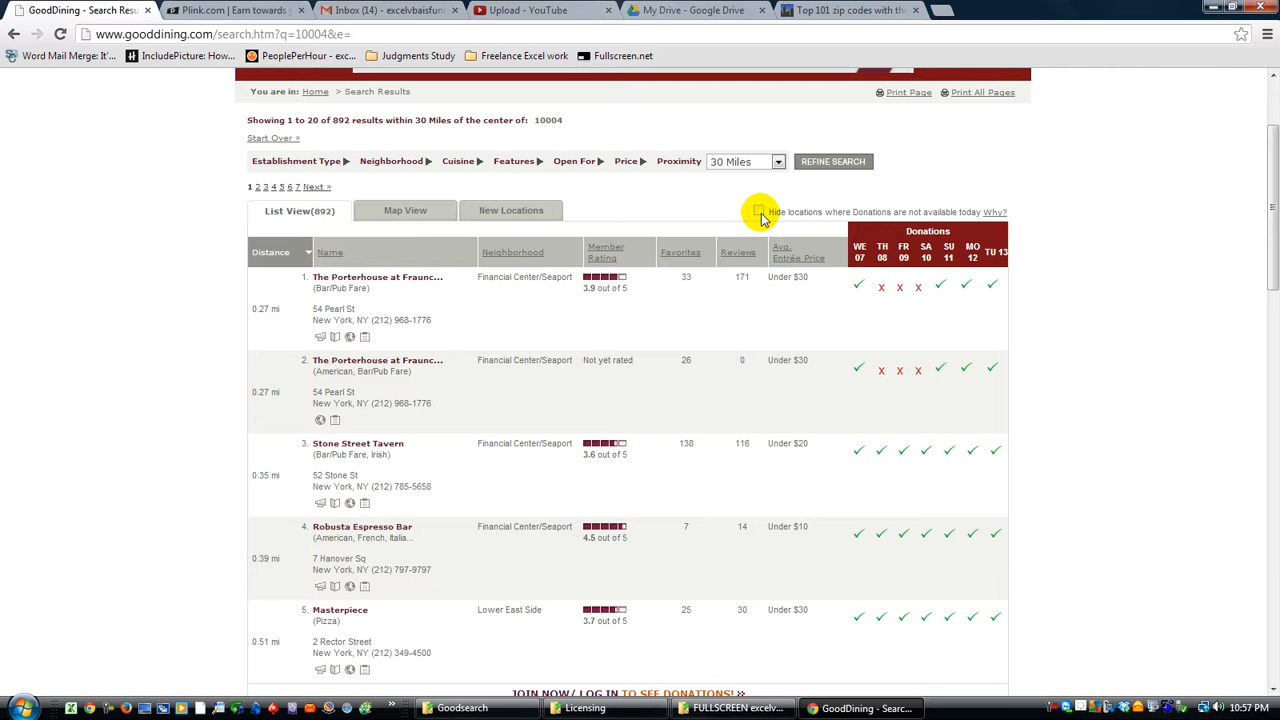 GoodDining - Search Resu
Plink.com | Earn towards
Inbox (14) - excelvbaisfun
Upload - YouTube
My Drive - Google Drive
Top 101 zip codes with the
www.gooddining.com/search.htm?q=10004&e=
Word Mail Merge: It'...
IncludePicture: How...
PeoplePerHour - exc...
Judgments Study
Freelance Excel work
Fullscreen.net
You are in: Home > Search Results
Print Page
Print All Pages
Showing 1 to 20 of 892 results within 30 Miles of the center of: 10004
Start Over »
Establishment Type Neighborhood Cuisine Features Open For Price Proximity 30 Miles REFINE SEARCH
1 2 3 4 5 6 7 Next »
List View(892) Map View New Locations
Hide locations where Donations are not available today Why?
Donations
Distance Name Neighborhood Member Rating Favorites Reviews Avg. Entrée Price WE 07 TH 08 FR 09 SA 10 SU 11 MO 12 TU 13
1. The Porterhouse at Fraunc... Financial Center/Seaport 33 171 Under $30
(Bar/Pub Fare) 3.9 out of 5 x x x
0.27 mi 54 Pearl St
New York, NY (212) 968-1776
2. The Porterhouse at Fraunc... Financial Center/Seaport Not yet rated 26 0 Under $30
(American, Bar/Pub Fare) x x x
0.27 mi 54 Pearl St
New York, NY (212) 968-1776
3. Stone Street Tavern Financial Center/Seaport 138 116 Under $20
(Bar/Pub Fare, Irish) 3.6 out of 5
0.35 mi 52 Stone St
New York, NY (212) 785-5658
4. Robusta Espresso Bar Financial Center/Seaport 7 14 Under $10
(American, French, Italia... 4.5 out of 5
0.39 mi 7 Hanover Sq
New York, NY (212) 797-9797
5. Masterpiece Lower East Side 25 30 Under $30
(Pizza) 3.7 out of 5
0.51 mi 2 Rector Street
New York, NY (212) 349-4500
JOIN NOW/ LOG IN TO SEE DONATIONS! »
Goodsearch
Licensing
FULLSCREEN excelv...
GoodDining - Searc...
10:57 PM